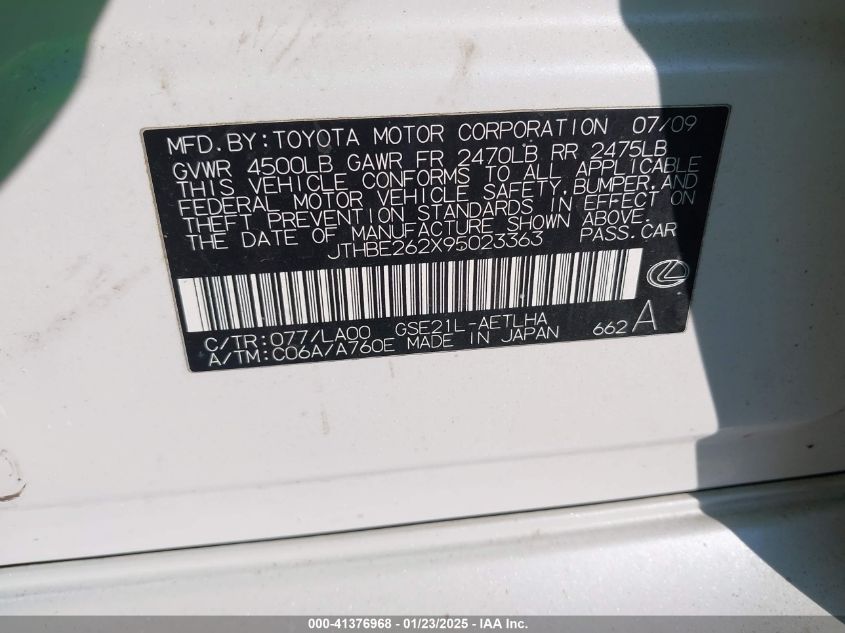 MFD. BY: TOYOTA MOTOR CORPORATION 07/09
GVWR 4500LB GAWR FR 2470LB RR 2475LB
THIS VEHICLE CONFORMS TO ALL APPLICABLE
FEDERAL MOTOR VEHICLE SAFETY, BUMPER, AND
THEFT PREVENTION STANDARDS IN EFFECT ON
THE DATE OF MANUFACTURE SHOWN ABOVE.
JTHBE262X95023363 PASS. CAR
C/TR: 077/LA00 GSE21L-AETLHA
A/TM: C06A/A760E MADE IN JAPAN 662 A
000-41376968 - 01/23/2025 - IAA Inc.